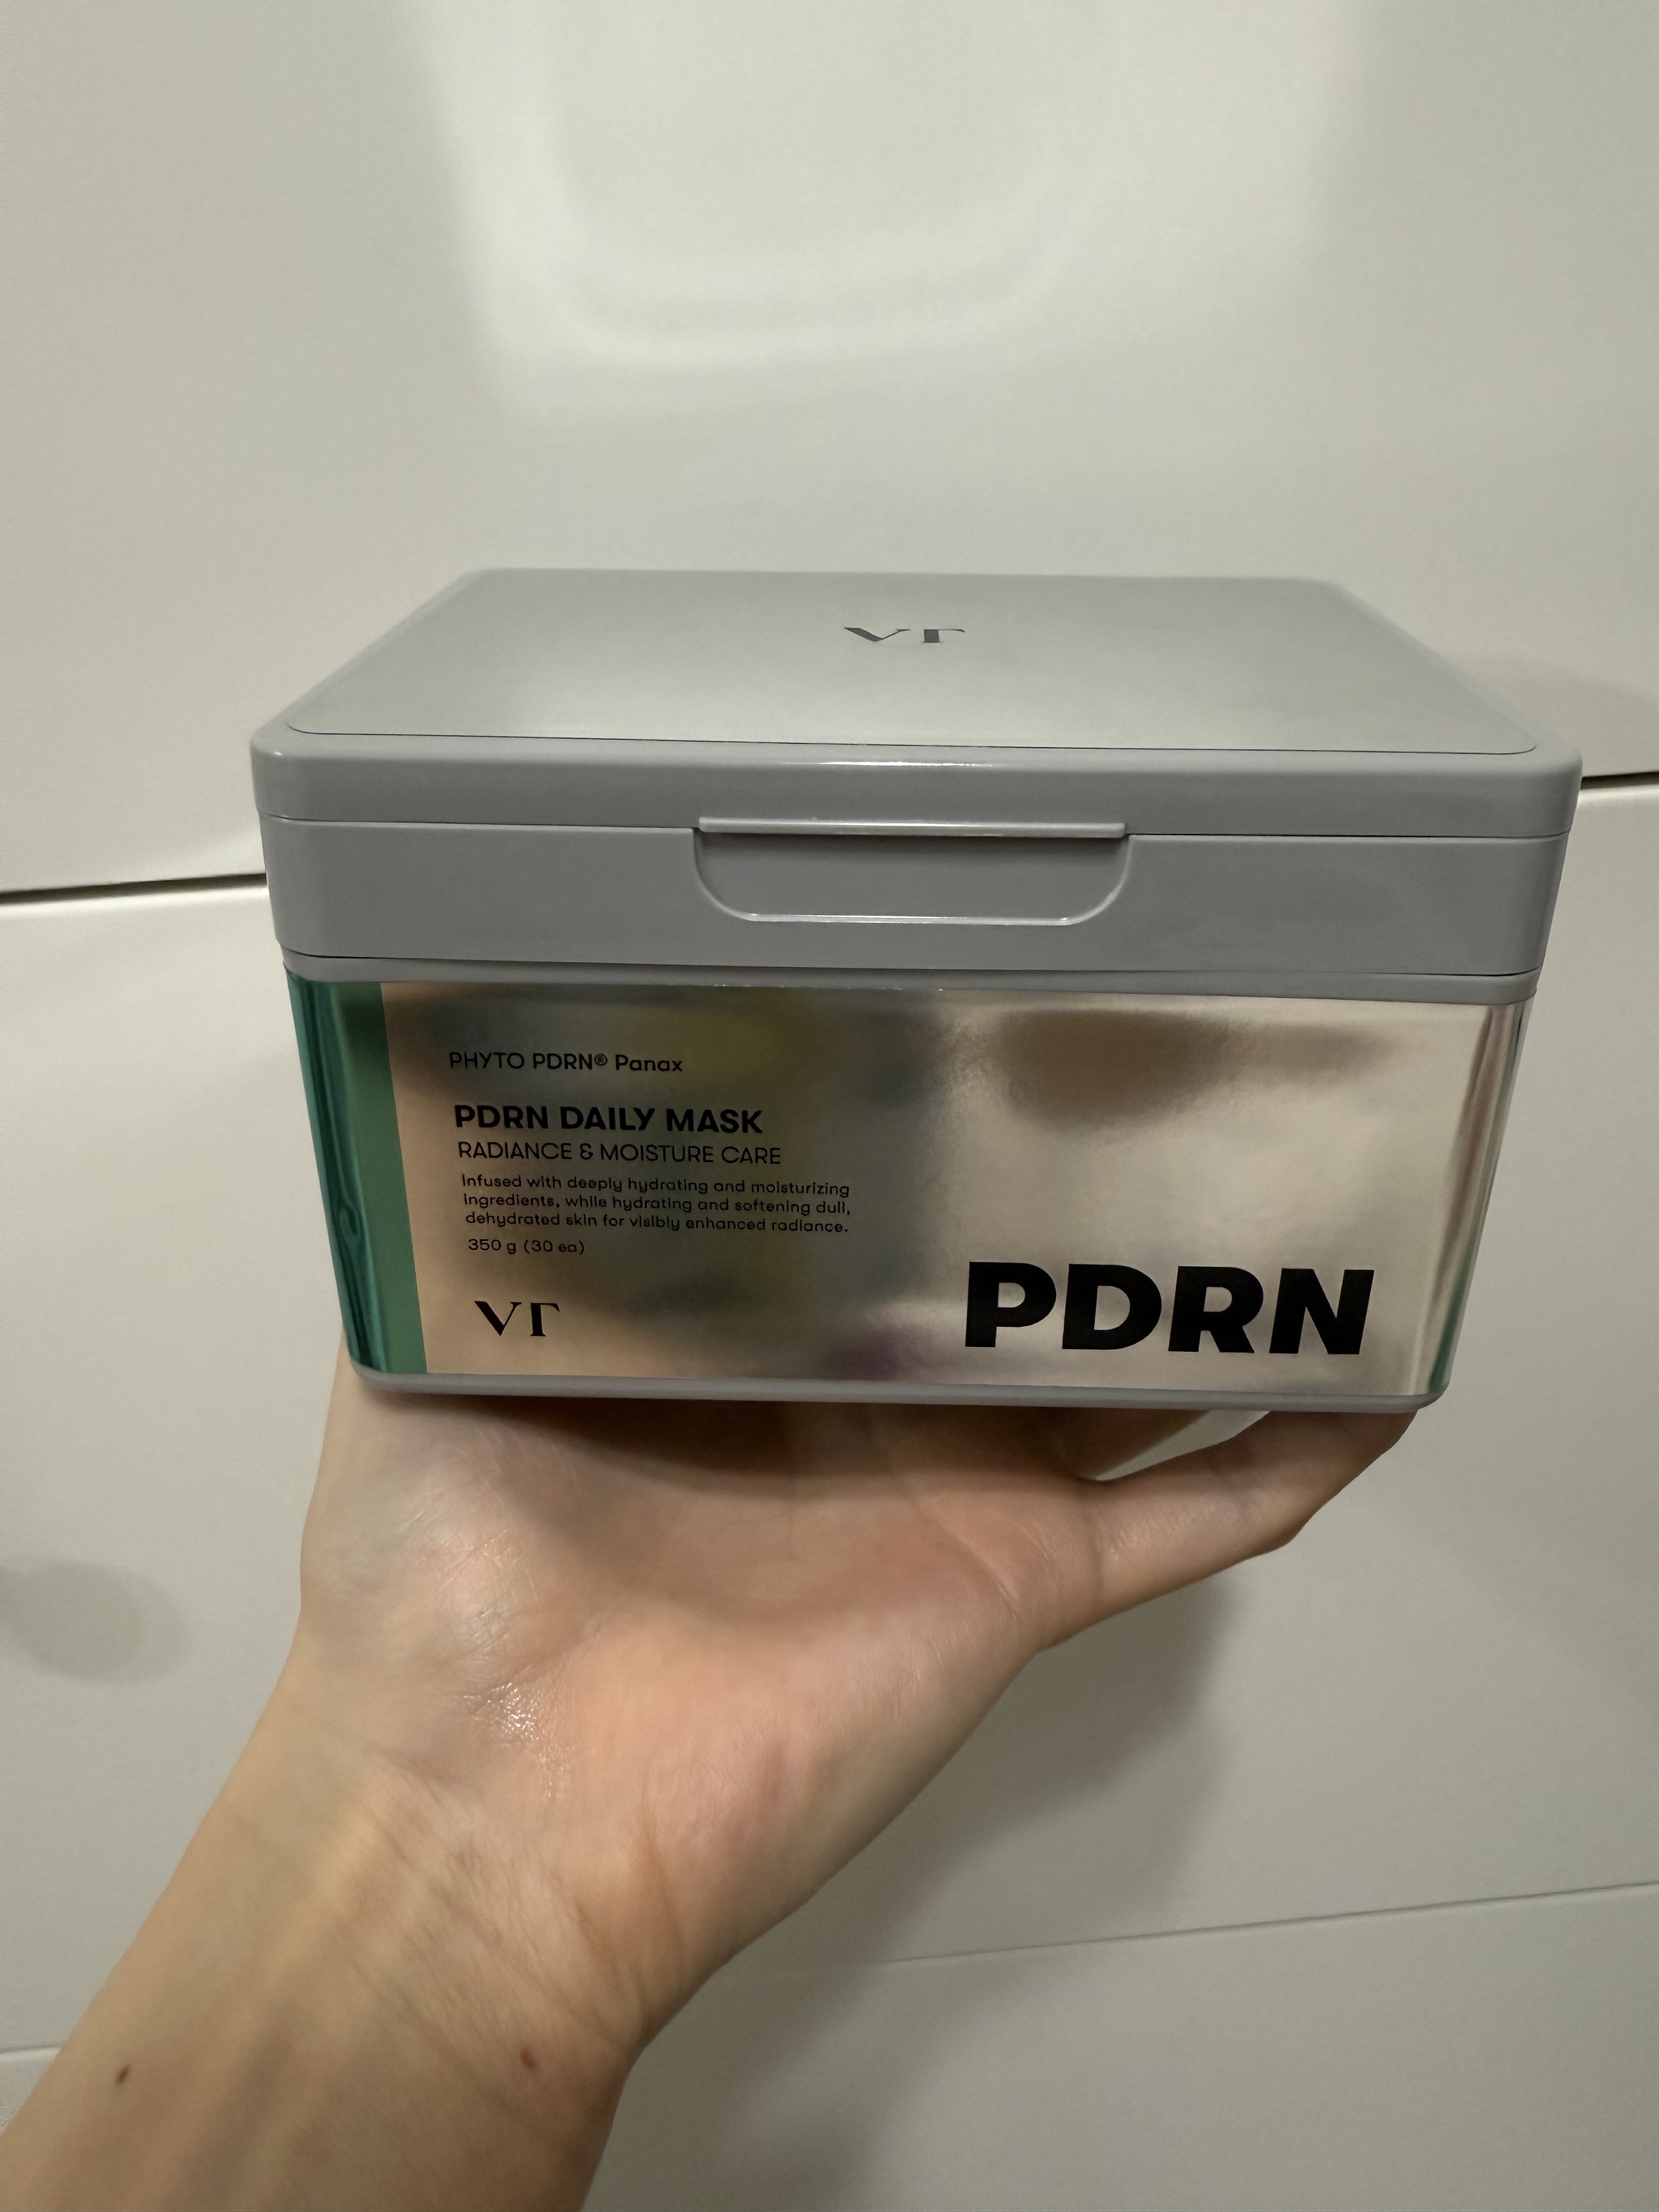 VT
PHYTO PDRN® Panax
PDRN DAILY MASK
RADIANCE & MOISTURE CARE
Infused with deeply hydrating and moisturizing
ingredients, while hydrating and softening dull,
dehydrated skin for visibly enhanced radiance.
350 g (30 ea)
VT
PDRN